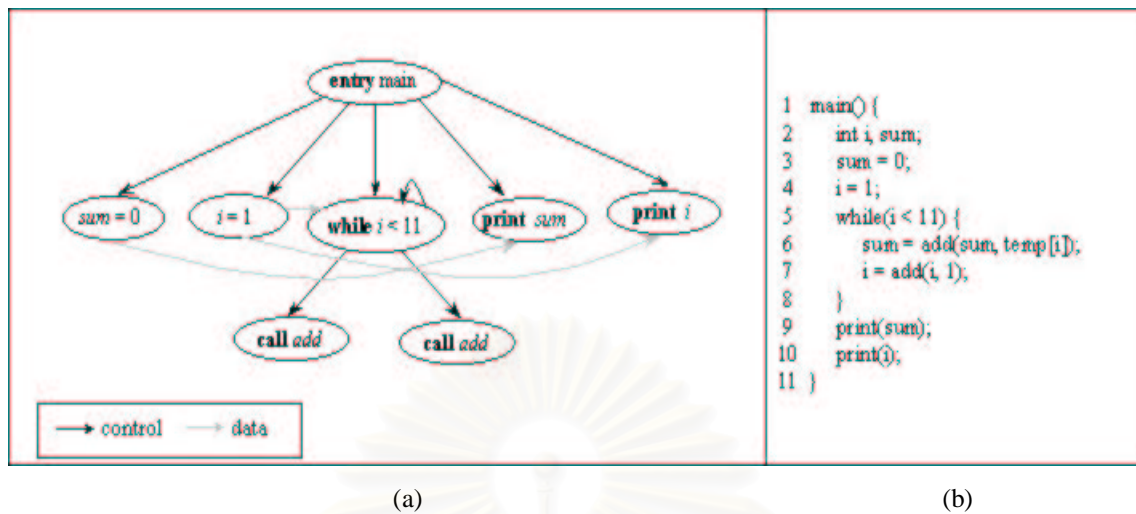 entry main
sum = 0
i = 1
while i < 11
print sum
print i
call add
call add
control
data
1 main() {
2 int i, sum;
3 sum = 0;
4 i = 1;
5 while(i < 11) {
6 sum = add(sum, temp[i]);
7 i = add(i, 1);
8 }
9 print(sum);
10 print(i);
11 }
(a)
(b)